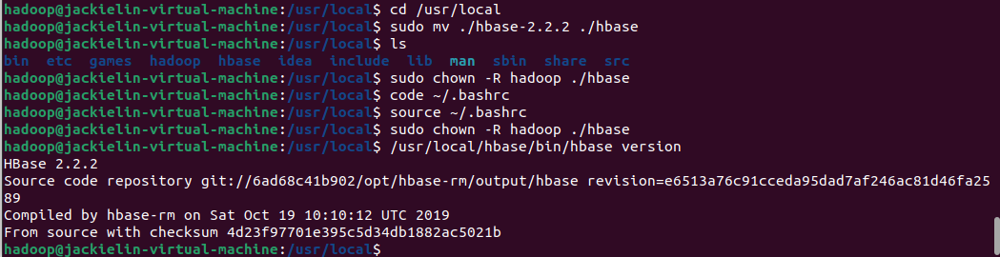 hadoop@jackielin-virtual-machine:/usr/local$ cd /usr/local
hadoop@jackielin-virtual-machine:/usr/local$ sudo mv ./hbase-2.2.2 ./hbase
hadoop@jackielin-virtual-machine:/usr/local$ ls
bin etc games hadoop hbase idea include lib man sbin share src
hadoop@jackielin-virtual-machine:/usr/local$ sudo chown -R hadoop ./hbase
hadoop@jackielin-virtual-machine:/usr/local$ code ~/.bashrc
hadoop@jackielin-virtual-machine:/usr/local$ source ~/.bashrc
hadoop@jackielin-virtual-machine:/usr/local$ sudo chown -R hadoop ./hbase
hadoop@jackielin-virtual-machine:/usr/local$ /usr/local/hbase/bin/hbase version
HBase 2.2.2
Source code repository git://6ad68c41b902/opt/hbase-rm/output/hbase revision=e6513a76c91cceda95dad7af246ac81d46fa25
89
Compiled by hbase-rm on Sat Oct 19 10:10:12 UTC 2019
From source with checksum 4d23f97701e395c5d34db1882ac5021b
hadoop@jackielin-virtual-machine:/usr/local$